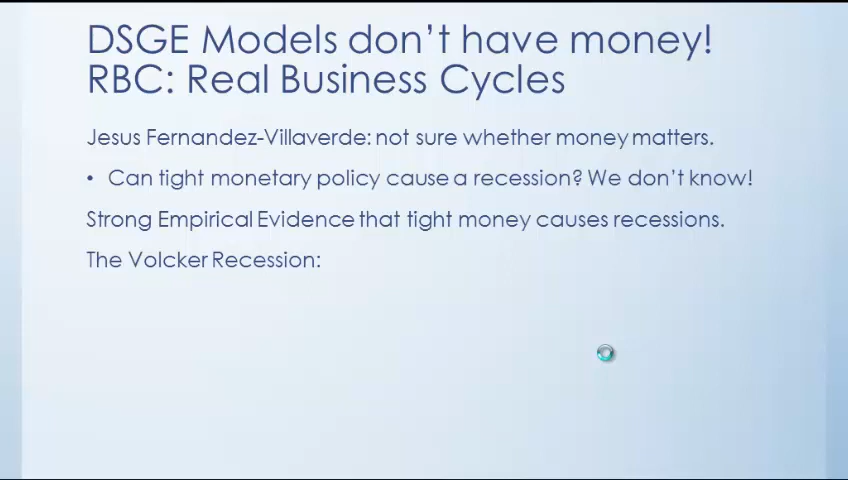 DSGE Models don't have money!
RBC: Real Business Cycles
Jesus Fernandez-Villaverde: not sure whether money matters.
• Can tight monetary policy cause a recession? We don't know!
Strong Empirical Evidence that tight money causes recessions.
The Volcker Recession: